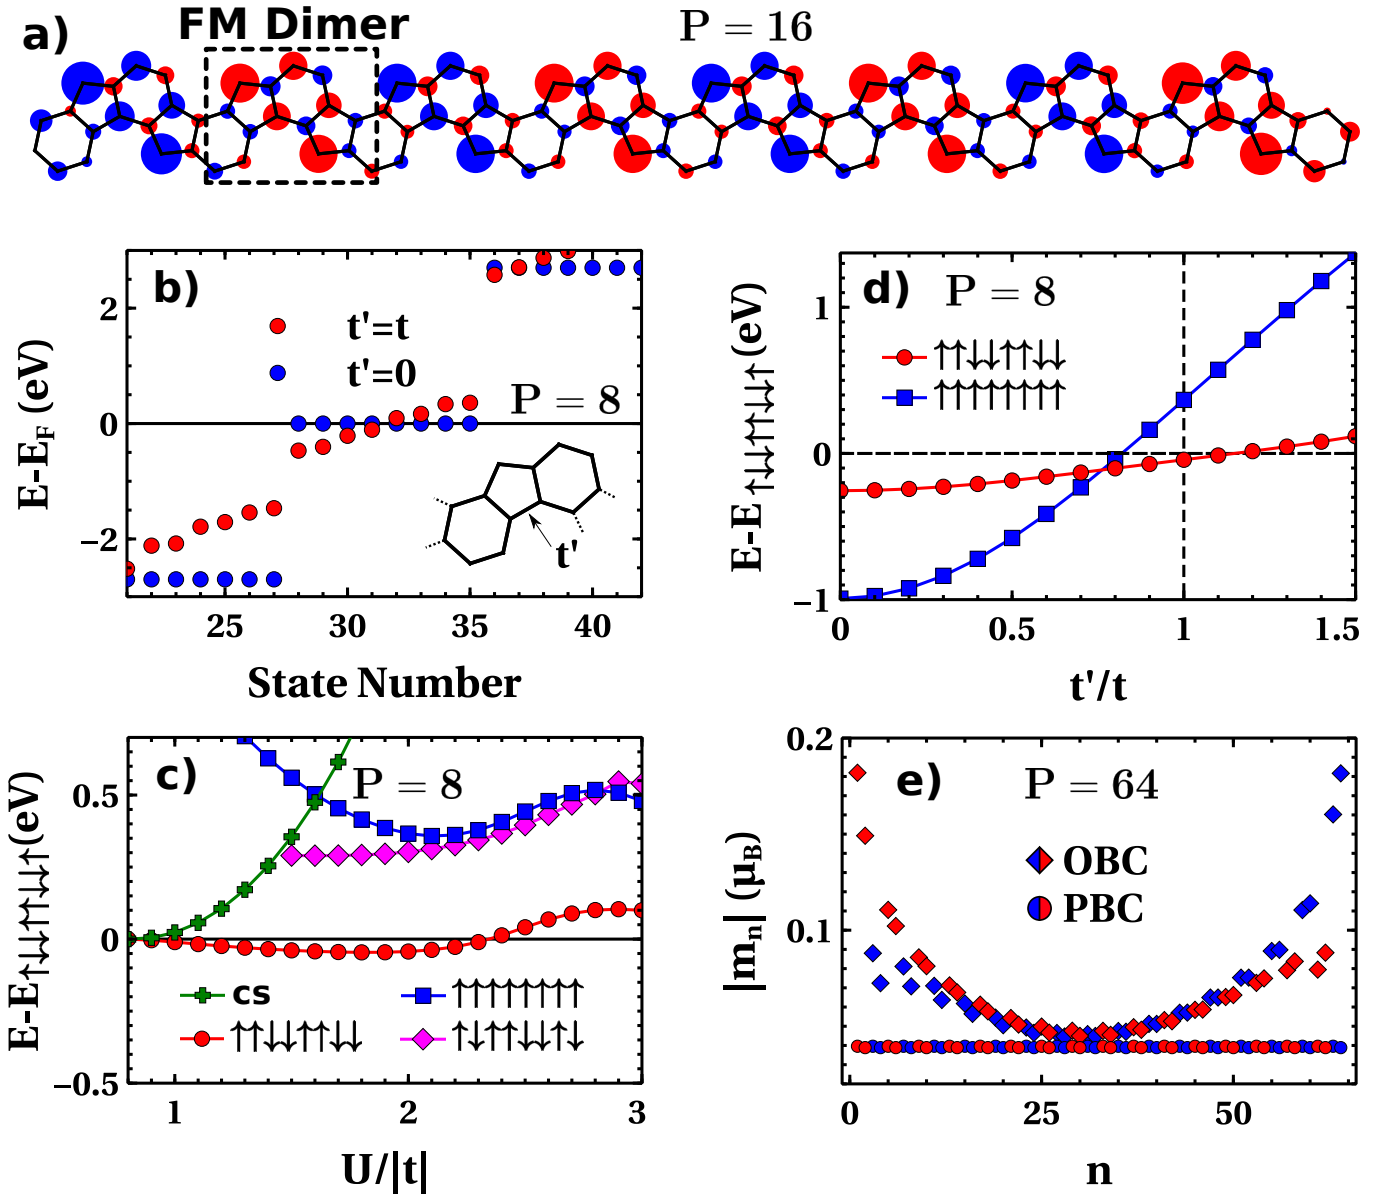 a)
FM Dimer
P = 16
b)
2
0
−2
E-E_F (eV)
t'=t
t'=0
P = 8
t'
25
30
35
40
State Number
d)
P = 8
1
0
−1
E-E↑↓↓↑↑↓↓↑(eV)
↑↑↓↓↑↑↓↓
↑↑↑↑↑↑↑↑
0
0.5
1
1.5
t'/t
c)
P = 8
0.5
0
−0.5
E-E↑↓↓↑↑↓↓↑(eV)
cs
↑↑↑↑↑↑↑↑
↑↑↓↓↑↑↓↓
↑↓↑↑↓↓↑↓
1
2
3
U/|t|
e)
P = 64
0.2
0.1
|m_n| (μ_B)
OBC
PBC
0
25
50
n